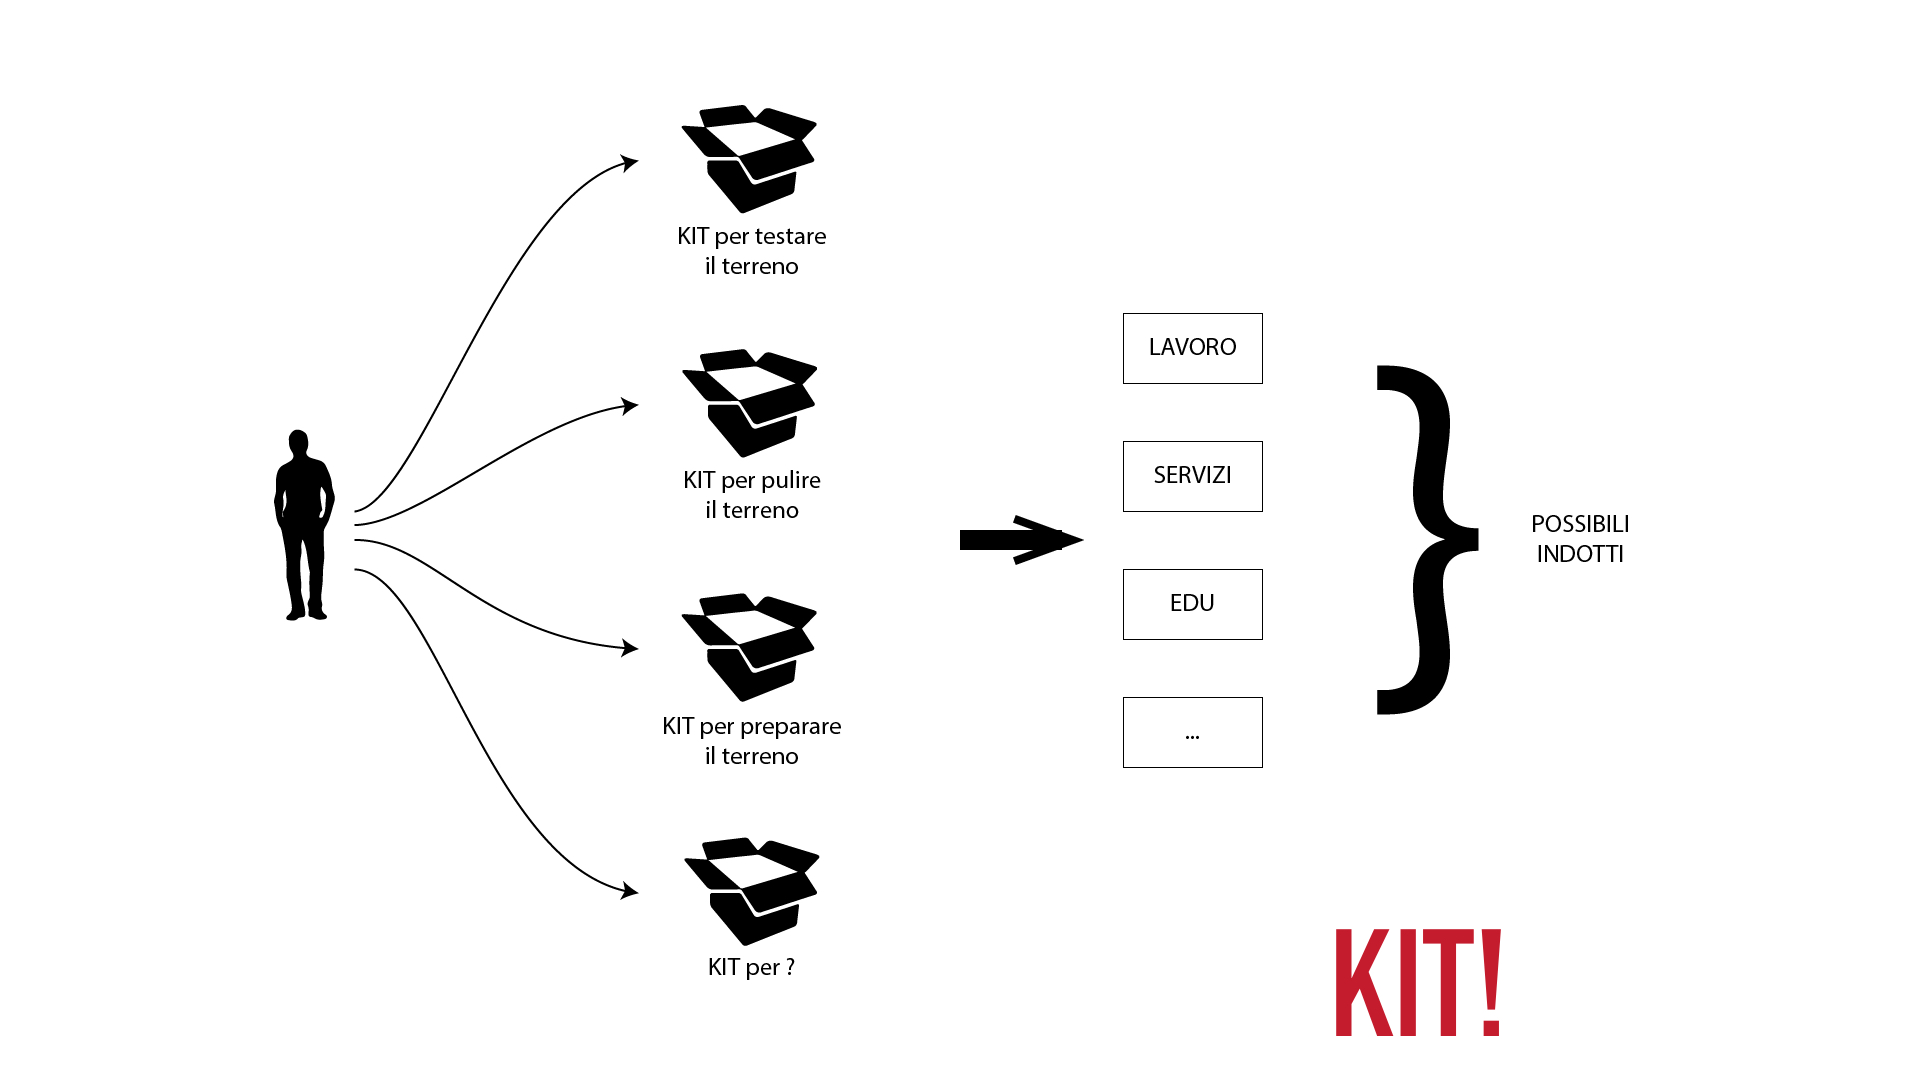 KIT per testare
il terreno
KIT per pulire
il terreno
KIT per preparare
il terreno
KIT per ?
LAVORO
SERVIZI
EDU
...
POSSIBILI
INDOTTI
KIT!